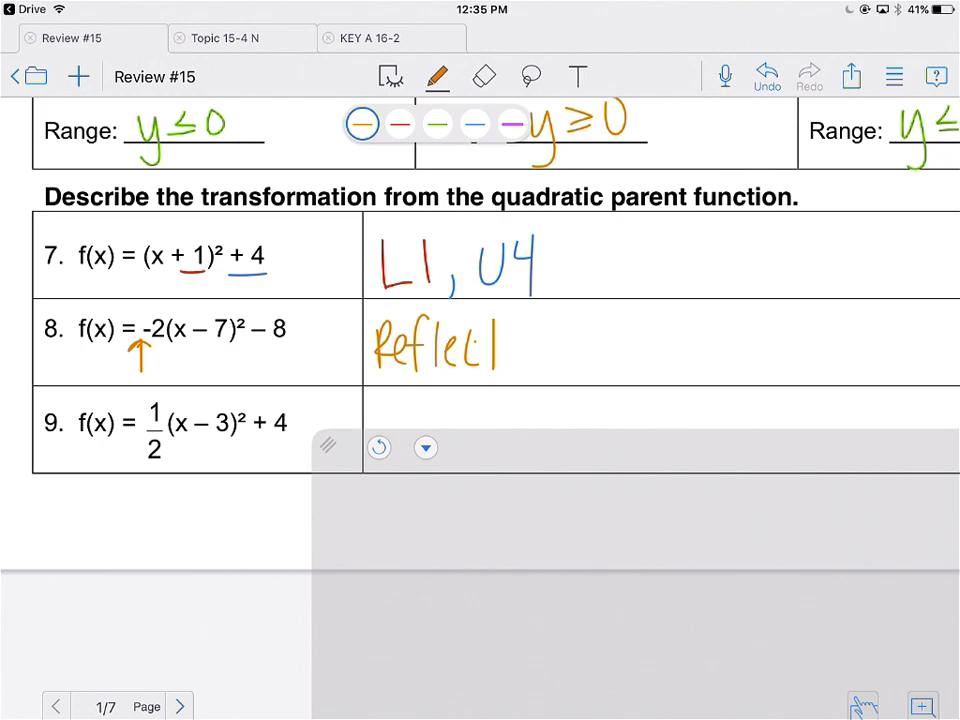 Drive 12:35 PM 41%
Review #15 Topic 15-4 N KEY A 16-2
Review #15 T Undo Redo ?
Range: y ≤ 0 y ≥ 0 Range: y ≤
Describe the transformation from the quadratic parent function.
7. f(x) = (x + 1)² + 4 L1, U4
8. f(x) = -2(x – 7)² – 8 Reflect
9. f(x) = 1/2 (x – 3)² + 4
1/7 Page